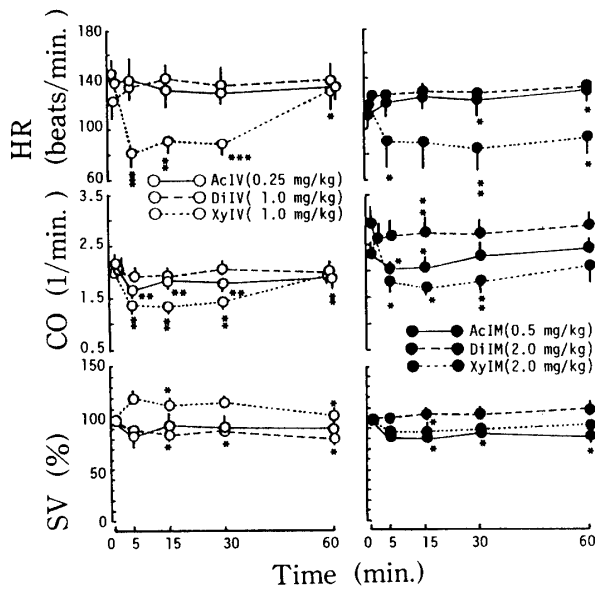 HR (beats/min.)
180
140
100
60
AcIV(0.25 mg/kg)
DiIV( 1.0 mg/kg)
XyIV( 1.0 mg/kg)
CO (1/min.)
3.5
2.5
1.5
0.5
AcIM(0.5 mg/kg)
DiIM(2.0 mg/kg)
XyIM(2.0 mg/kg)
SV (%)
150
100
50
0
0 5 15 30 60
0 5 15 30 60
Time (min.)